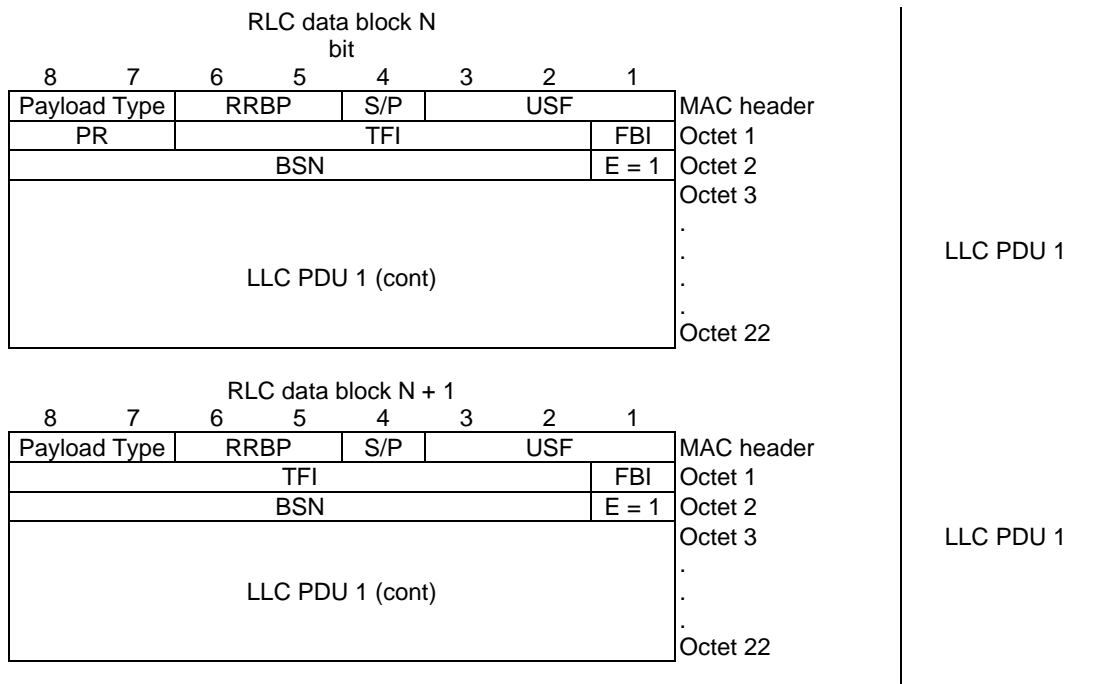 RLC data block N
bit
8 7 6 5 4 3 2 1
Payload Type RRBP S/P USF MAC header
PR TFI FBI Octet 1
BSN E = 1 Octet 2
Octet 3
.
.
LLC PDU 1
LLC PDU 1 (cont)
.
.
Octet 22
RLC data block N + 1
8 7 6 5 4 3 2 1
Payload Type RRBP S/P USF MAC header
TFI FBI Octet 1
BSN E = 1 Octet 2
Octet 3 LLC PDU 1
.
LLC PDU 1 (cont) .
.
Octet 22